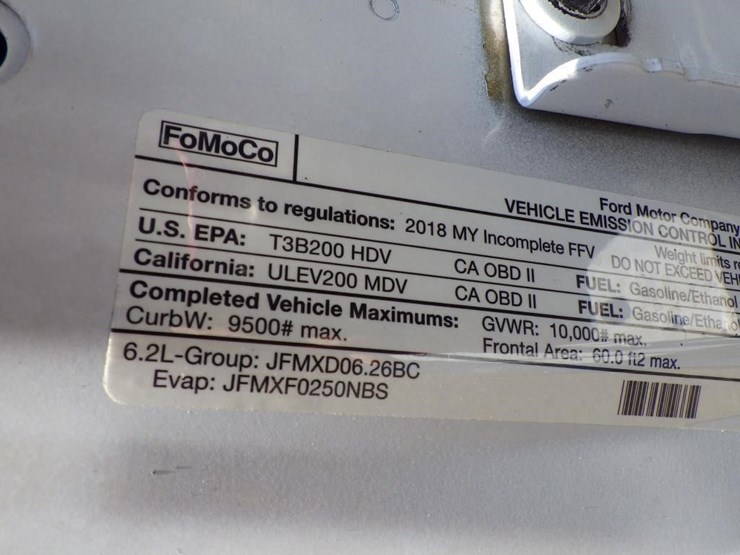 FoMoCo
Ford Motor Company
VEHICLE EMISSION CONTROL IN
Conforms to regulations: 2018 MY Incomplete FFV
Weight limits
DO NOT EXCEED
U.S. EPA: T3B200 HDV CA OBD II FUEL: Gasoline/Ethanol
California: ULEV200 MDV CA OBD II FUEL: Gasoline/Ethanol
Completed Vehicle Maximums: GVWR: 10,000# max.
CurbW: 9500# max. Frontal Area: 60.0 ft2 max.
6.2L-Group: JFMXD06.26BC
Evap: JFMXF0250NBS